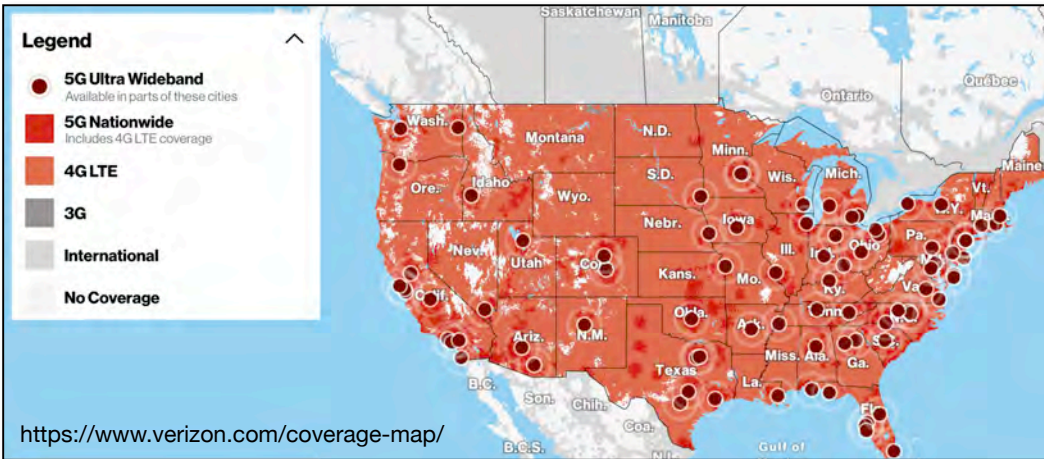 Legend
5G Ultra Wideband
Available in parts of these cities
5G Nationwide
Includes 4G LTE coverage
4G LTE
3G
International
No Coverage
Saskatchewan
Manitoba
Ontario
Québec
Wash.
Montana
N.D.
Minn.
Maine
Ore.
Idaho
S.D.
Wis.
Mich.
Vt.
N.Y.
Wyo.
Iowa
Nebr.
Pa.
Nev.
Utah
Ill.
Ohio
Calif.
Kans.
Mo.
Ky.
Va.
Ariz.
N.M.
Okla.
Ark.
Tenn.
N.C.
Texas
Miss.
Ala.
Ga.
La.
B.C.
Son.
Chih.
Coa.
B.C.S.
Gulf of
https://www.verizon.com/coverage-map/